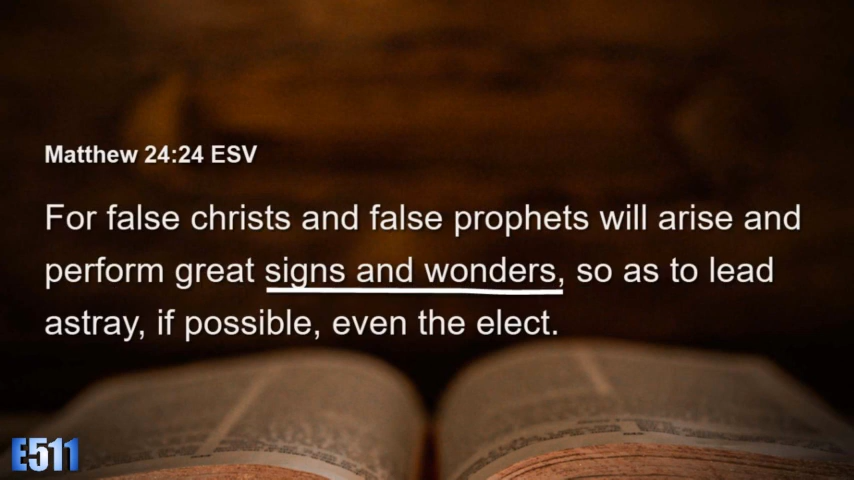 Matthew 24:24 ESV
For false christs and false prophets will arise and
perform great signs and wonders, so as to lead
astray, if possible, even the elect.
E511